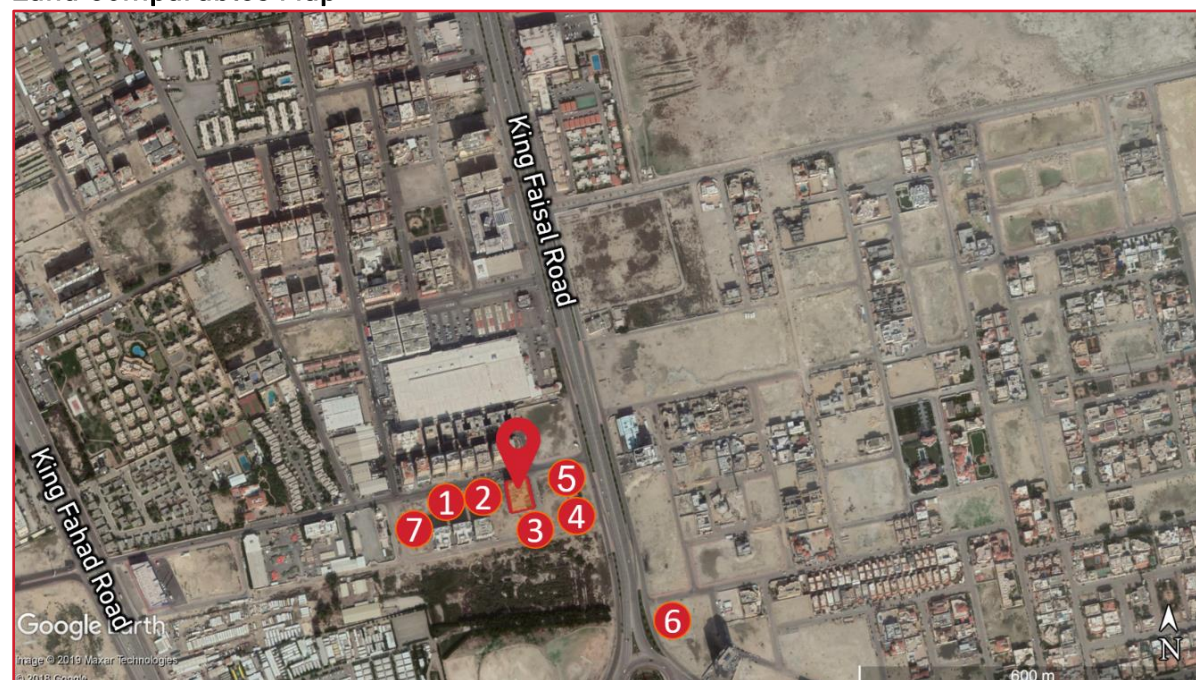 King Faisal Road
5
1
2
4
7
3
King Fahad Road
6
Google Earth
Image © 2019 Maxar Technologies
© 2018 Google
N
600 m